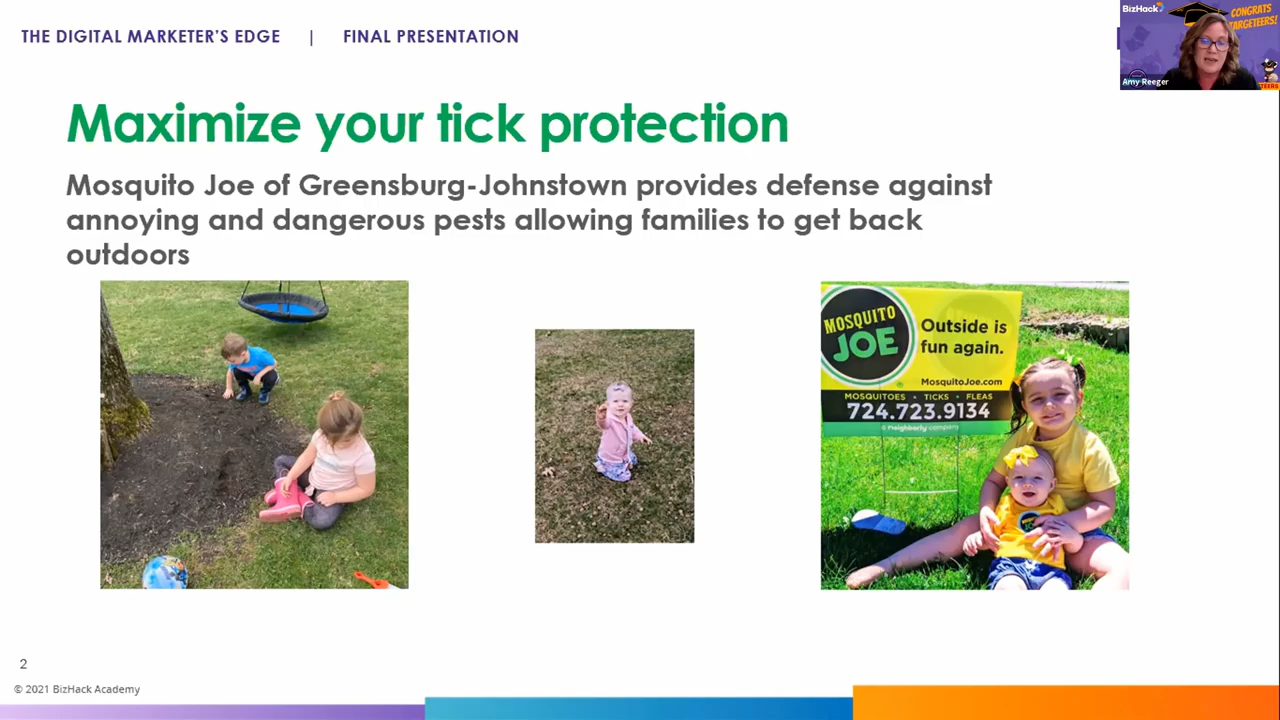 THE DIGITAL MARKETER'S EDGE | FINAL PRESENTATION
BizHack
CONGRATS
TARGETEERS!
Amy Reeger
Maximize your tick protection
Mosquito Joe of Greensburg-Johnstown provides defense against
annoying and dangerous pests allowing families to get back
outdoors
MOSQUITO
JOE
Outside is
fun again.
MosquitoJoe.com
MOSQUITOES • TICKS • FLEAS
724.723.9134
a neighborly company
2
© 2021 BizHack Academy